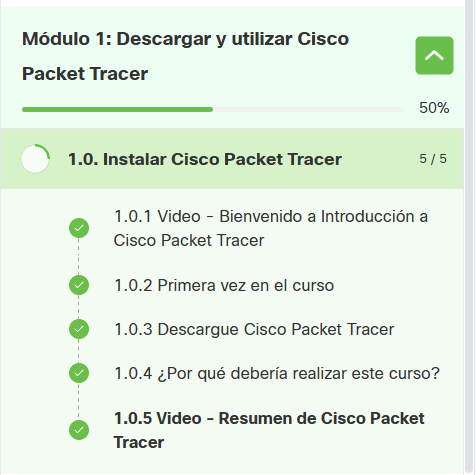 Módulo 1: Descargar y utilizar Cisco
Packet Tracer
50%
1.0. Instalar Cisco Packet Tracer 5 / 5
1.0.1 Video - Bienvenido a Introducción a
Cisco Packet Tracer
1.0.2 Primera vez en el curso
1.0.3 Descargue Cisco Packet Tracer
1.0.4 ¿Por qué debería realizar este curso?
1.0.5 Video - Resumen de Cisco Packet
Tracer